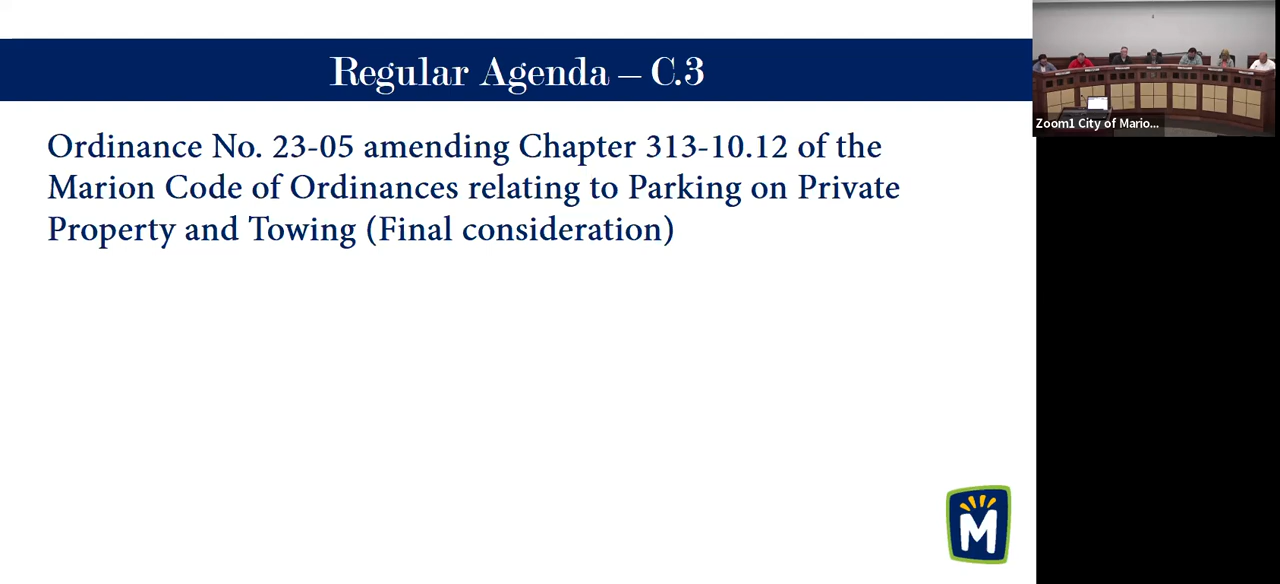 Regular Agenda – C.3
Ordinance No. 23-05 amending Chapter 313-10.12 of the
Marion Code of Ordinances relating to Parking on Private
Property and Towing (Final consideration)
Zoom1 City of Mario...
M